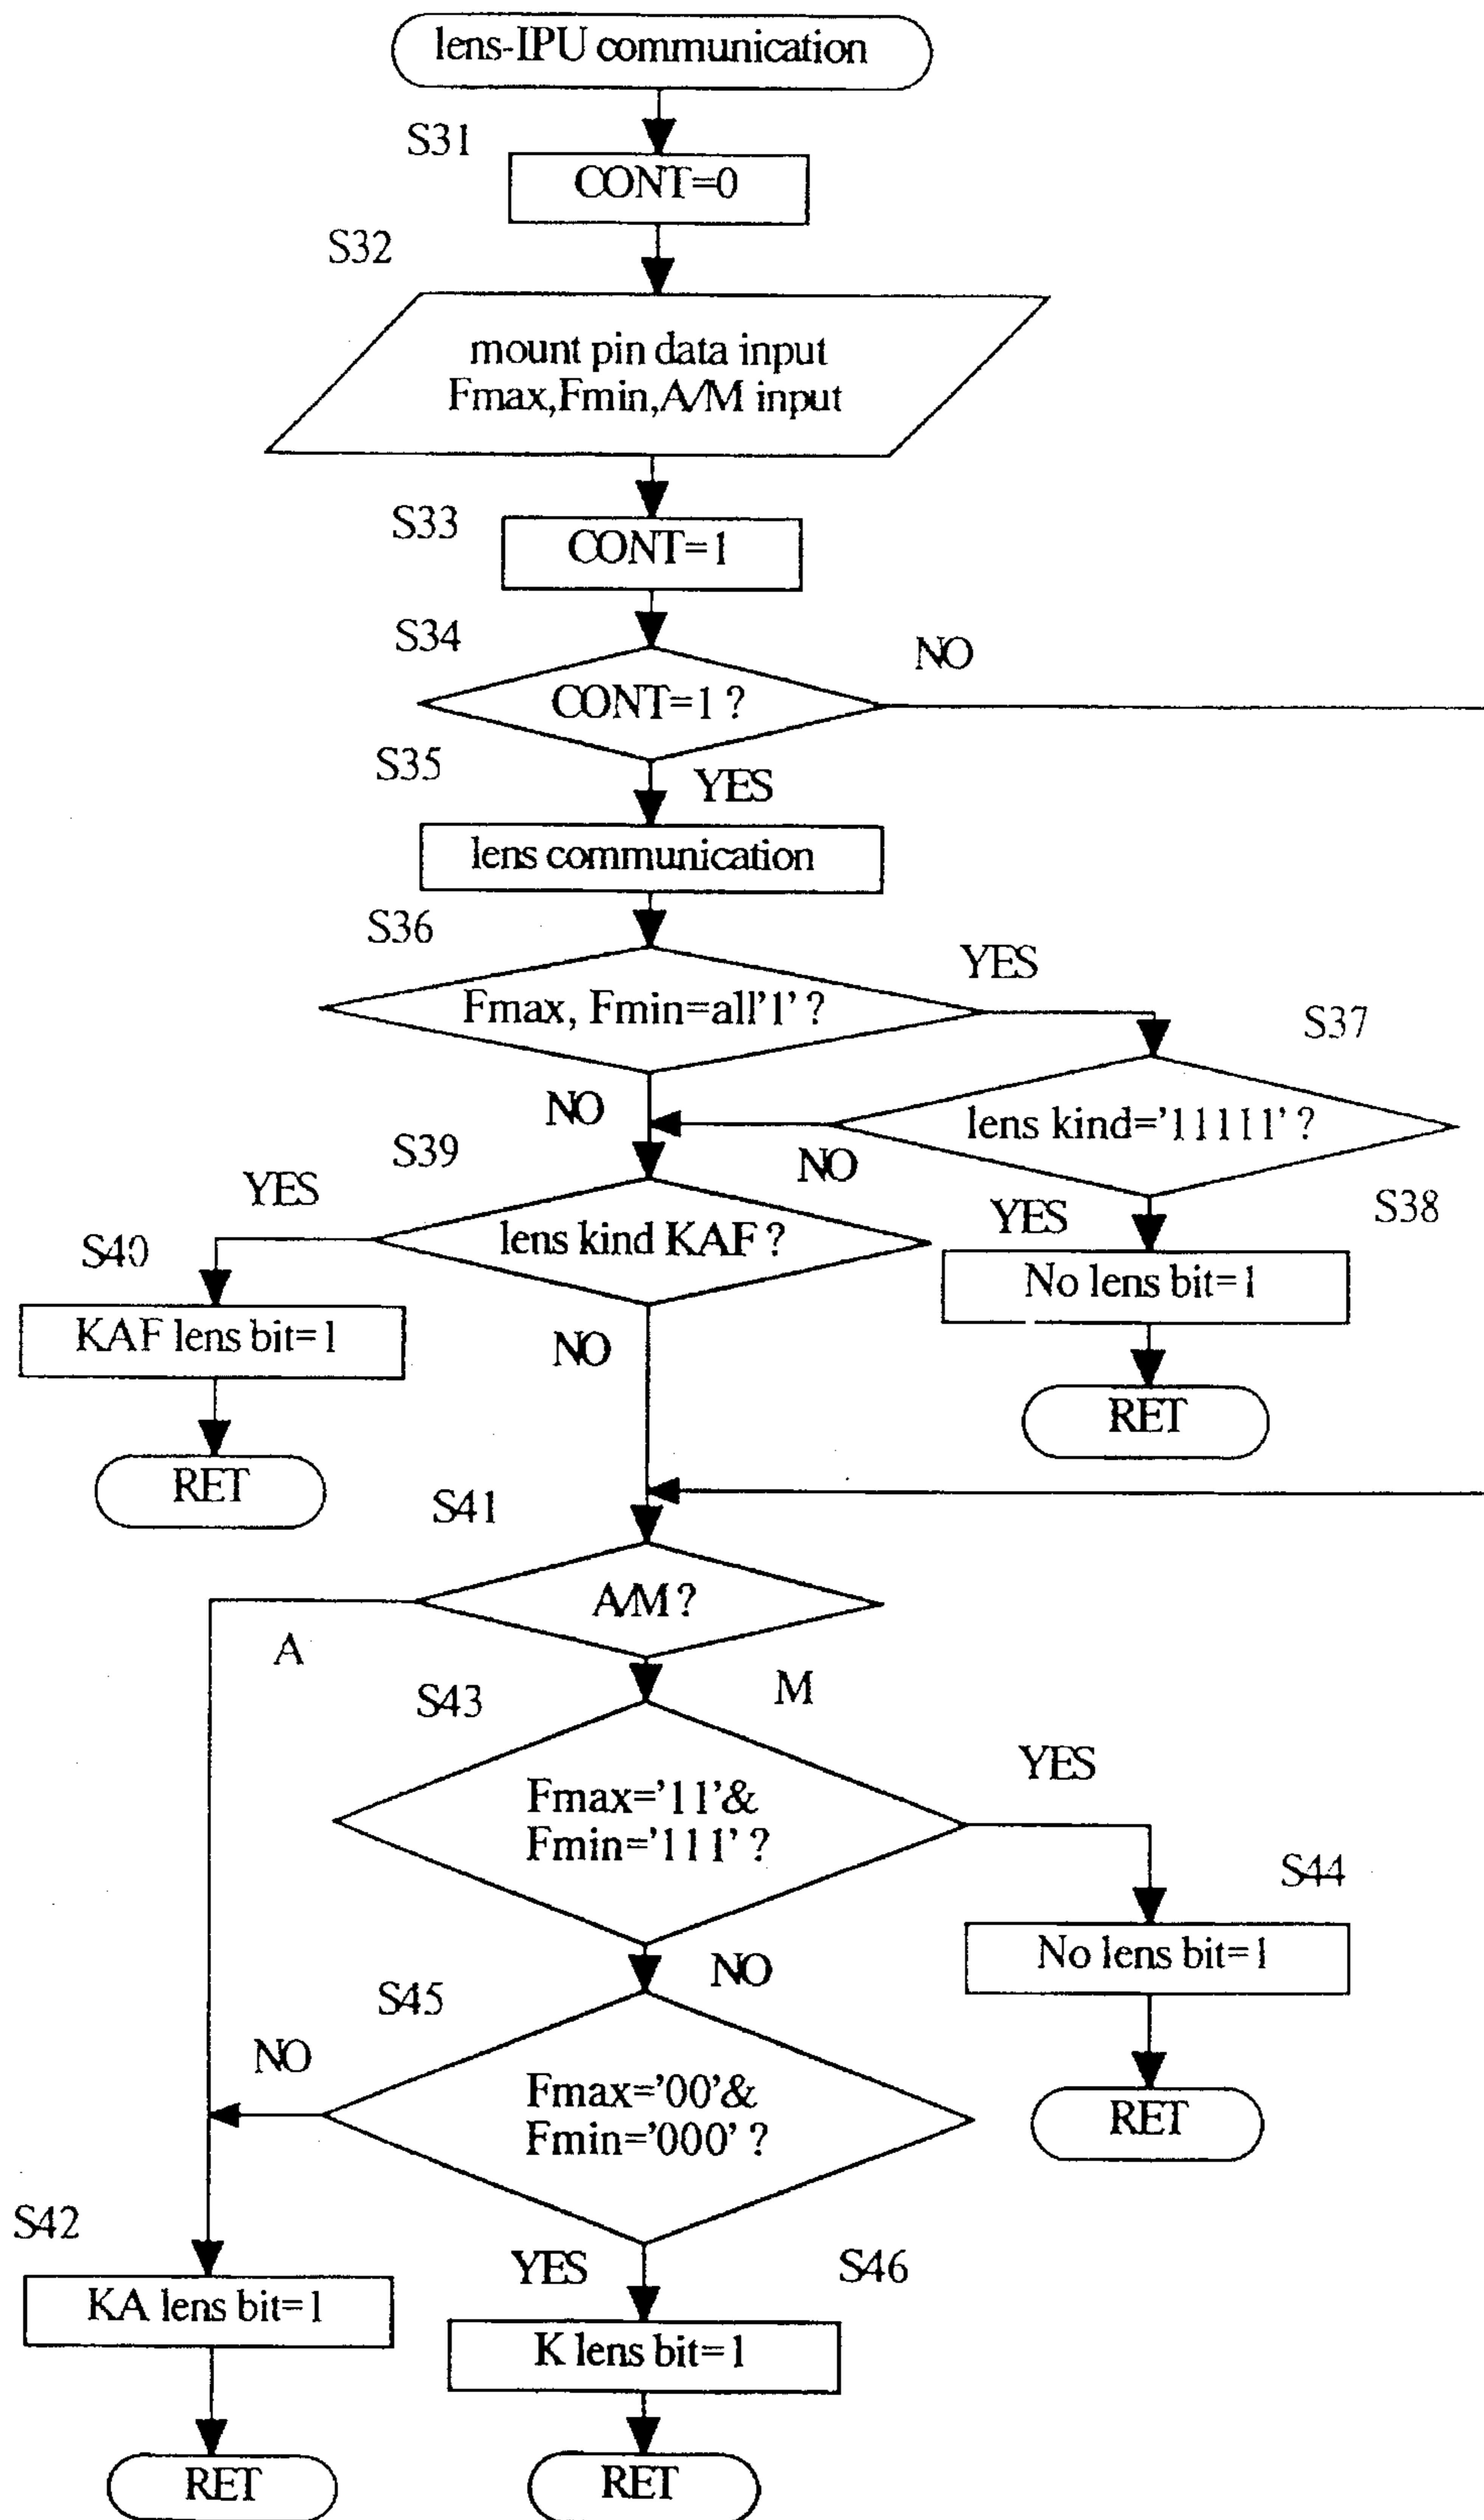 lens-IPU communication
S31
CONT=0
S32
mount pin data input
Fmax,Fmin,A/M input
S33
CONT=1
S34
NO
CONT=1?
S35
YES
lens communication
S36
YES
Fmax, Fmin=all'1'?
S37
NO
lens kind='11111'?
S39
NO
YES
YES
S38
lens kind KAF?
S40
No lens bit=1
KAF lens bit=1
NO
RET
RET
S41
A/M?
A
M
S43
YES
Fmax='11'&
Fmin='111'?
S44
No lens bit=1
NO
S45
NO
Fmax='00'&
Fmin='000'?
RET
S42
YES
S46
KA lens bit=1
K lens bit=1
RET
RET